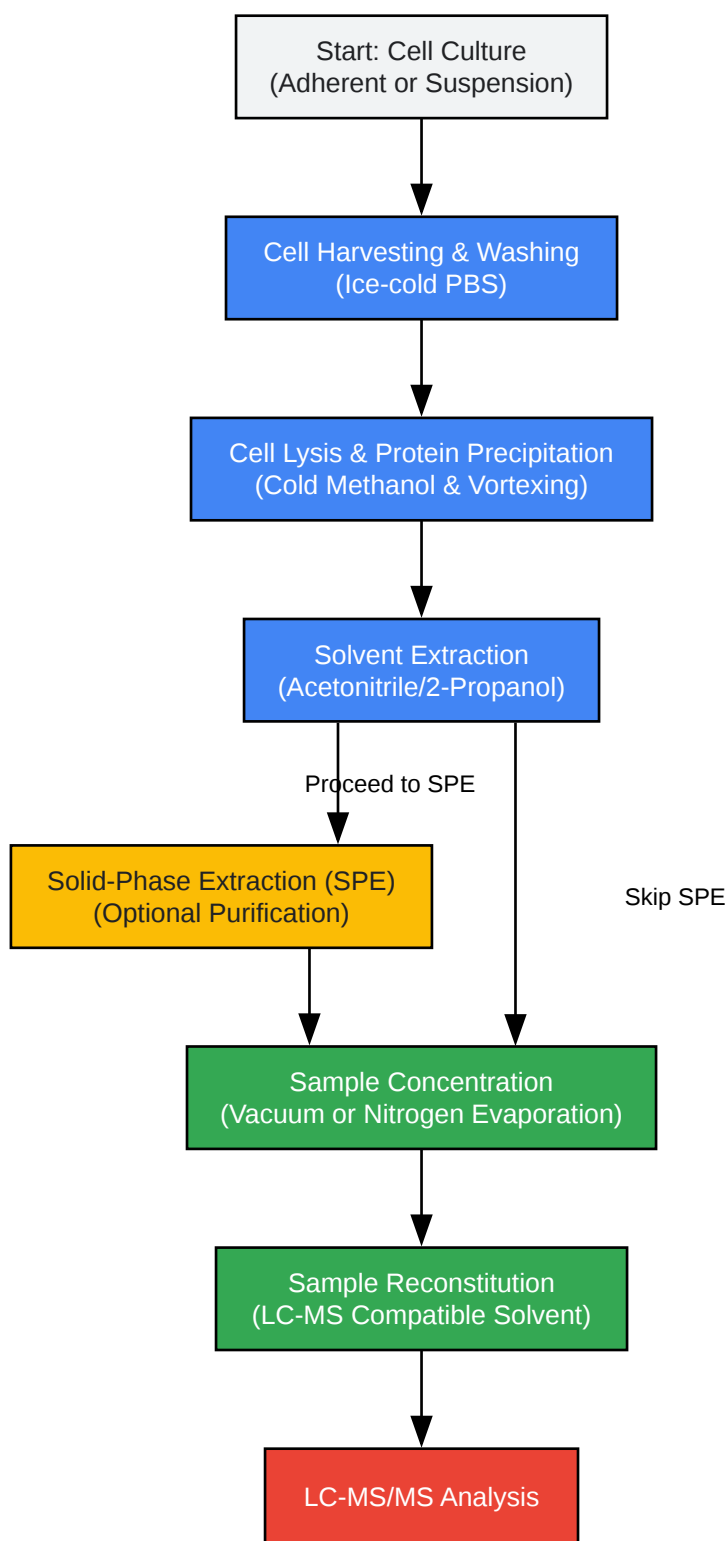 Start: Cell Culture
(Adherent or Suspension)
Cell Harvesting & Washing
(Ice-cold PBS)
Cell Lysis & Protein Precipitation
(Cold Methanol & Vortexing)
Solvent Extraction
(Acetonitrile/2-Propanol)
Proceed to SPE
Solid-Phase Extraction (SPE)
(Optional Purification)
Skip SPE
Sample Concentration
(Vacuum or Nitrogen Evaporation)
Sample Reconstitution
(LC-MS Compatible Solvent)
LC-MS/MS Analysis